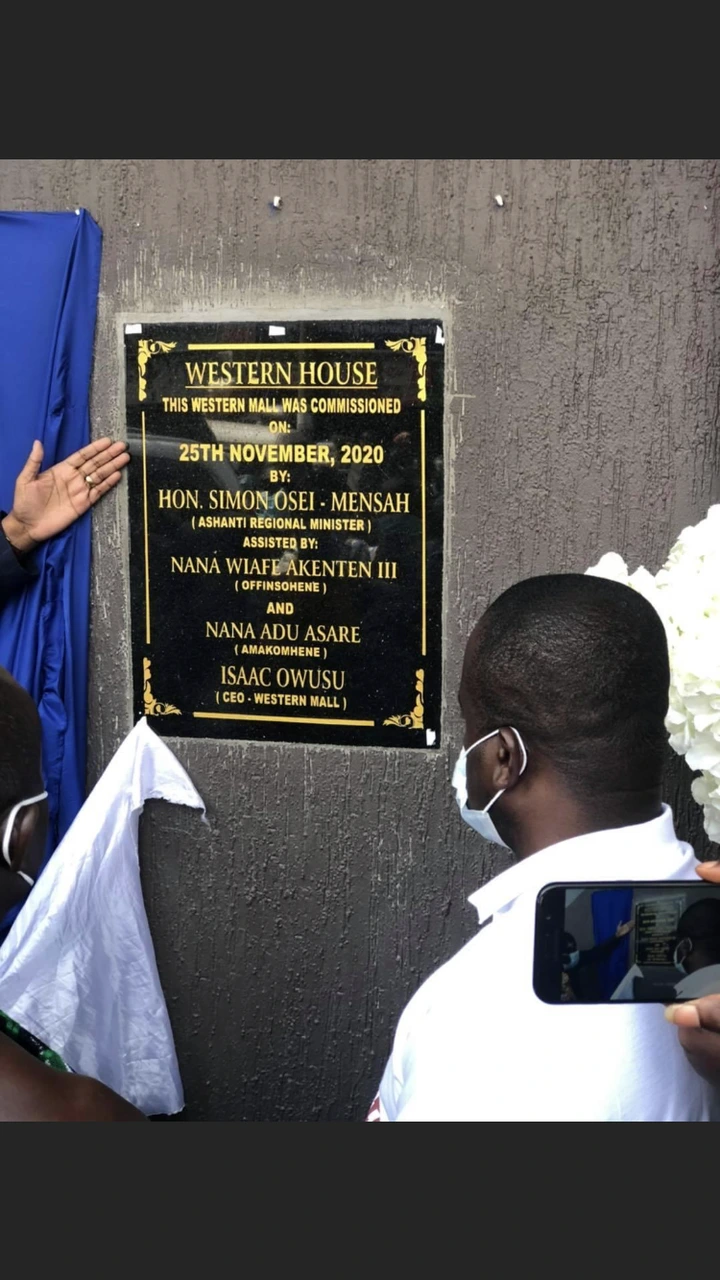 WESTERN HOUSE
THIS WESTERN MALL WAS COMMISSIONED
ON:
25TH NOVEMBER, 2020
BY:
HON. SIMON OSEI - MENSAH
( ASHANTI REGIONAL MINISTER )
ASSISTED BY:
NANA WIAFE AKENTEN III
( OFFINSOHENE )
AND
NANA ADU ASARE
( AMAKOMHENE )
ISAAC OWUSU
( CEO - WESTERN MALL )